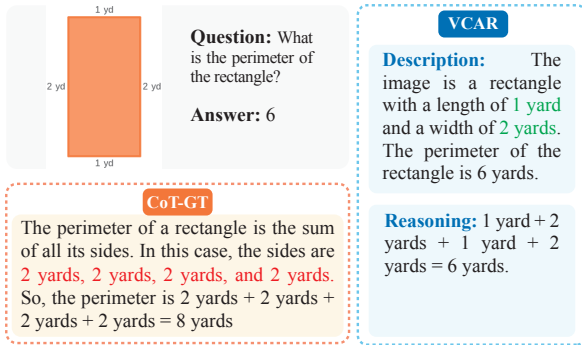 1 yd
2 yd
2 yd
1 yd
Question: What
is the perimeter of
the rectangle?
Answer: 6
CoT-GT
The perimeter of a rectangle is the sum
of all its sides. In this case, the sides are
2 yards, 2 yards, 2 yards, and 2 yards.
So, the perimeter is 2 yards + 2 yards +
2 yards + 2 yards = 8 yards
VCAR
Description: The
image is a rectangle
with a length of 1 yard
and a width of 2 yards.
The perimeter of the
rectangle is 6 yards.
Reasoning: 1 yard + 2
yards + 1 yard + 2
yards = 6 yards.